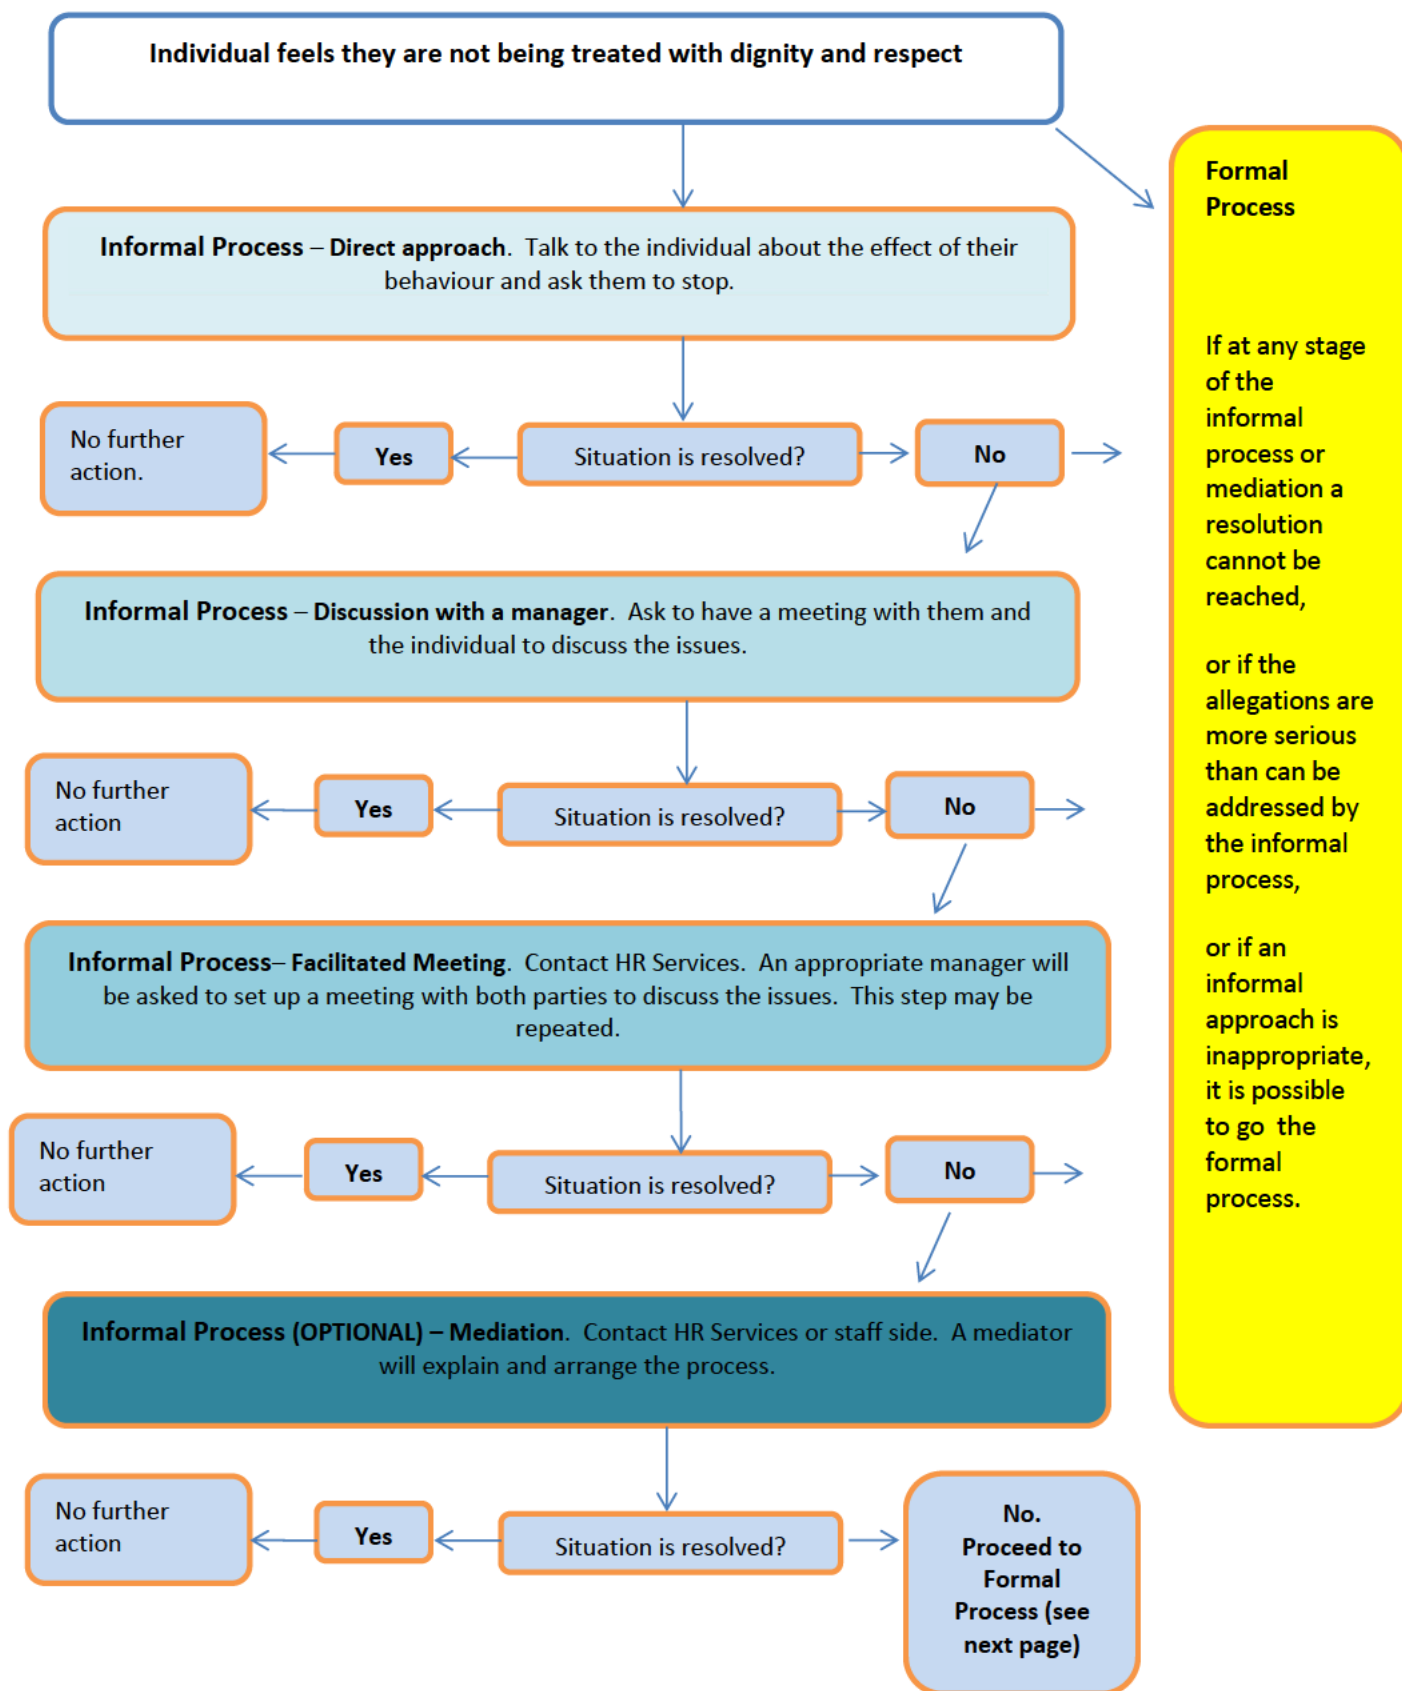 Individual feels they are not being treated with dignity and respect
Informal Process – Direct approach.  Talk to the individual about the effect of their
behaviour and ask them to stop.
No further
action.
Yes
Situation is resolved?
No
Informal Process – Discussion with a manager.  Ask to have a meeting with them and
the individual to discuss the issues.
No further
action
Yes
Situation is resolved?
No
Informal Process– Facilitated Meeting.  Contact HR Services.  An appropriate manager will
be asked to set up a meeting with both parties to discuss the issues.  This step may be
repeated.
No further
action
Yes
Situation is resolved?
No
Informal Process (OPTIONAL) – Mediation.  Contact HR Services or staff side.  A mediator
will explain and arrange the process.
No further
action
Yes
Situation is resolved?
No.
Proceed to
Formal
Process (see
next page)
Formal
Process
If at any stage
of the
informal
process or
mediation a
resolution
cannot be
reached,
or if the
allegations are
more serious
than can be
addressed by
the informal
process,
or if an
informal
approach is
inappropriate,
it is possible
to go  the
formal
process.